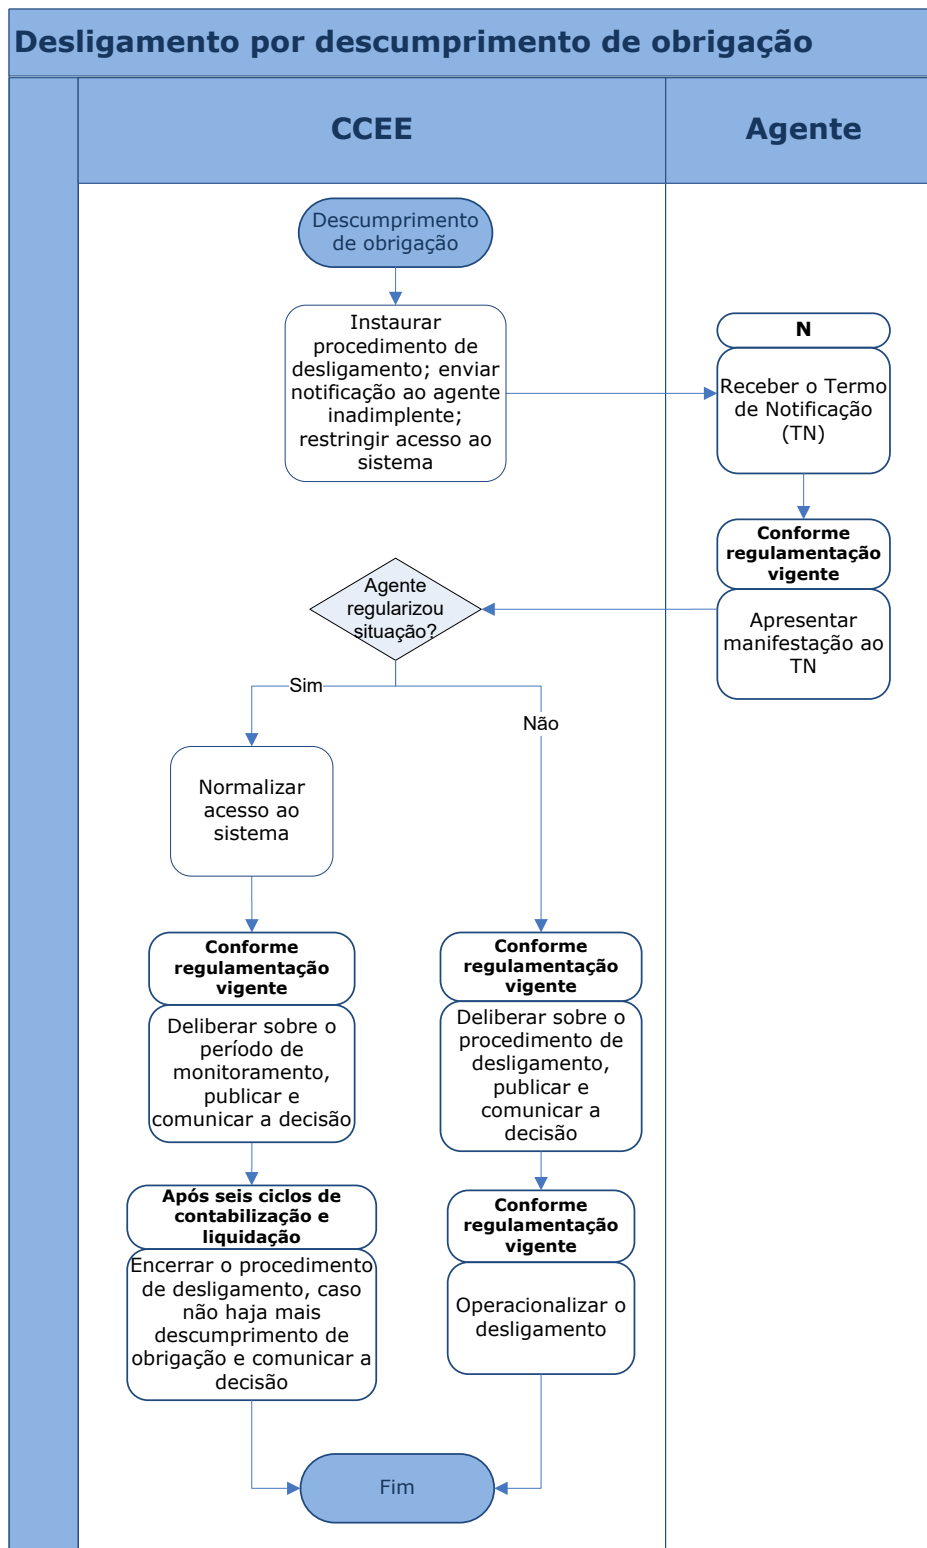 Desligamento por descumprimento de obrigação
CCEE
Agente
Descumprimento
de obrigação
Instaurar
procedimento de
desligamento; enviar
notificação ao agente
inadimplente;
restringir acesso ao
sistema
N
Receber o Termo
de Notificação
(TN)
Conforme
regulamentação
vigente
Apresentar
manifestação ao
TN
Agente
regularizou
situação?
Sim
Não
Normalizar
acesso ao
sistema
Conforme
regulamentação
vigente
Deliberar sobre o
período de
monitoramento,
publicar e
comunicar a decisão
Conforme
regulamentação
vigente
Deliberar sobre o
procedimento de
desligamento,
publicar e
comunicar a
decisão
Após seis ciclos de
contabilização e
liquidação
Encerrar o procedimento
de desligamento, caso
não haja mais
descumprimento de
obrigação e comunicar a
decisão
Conforme
regulamentação
vigente
Operacionalizar o
desligamento
Fim